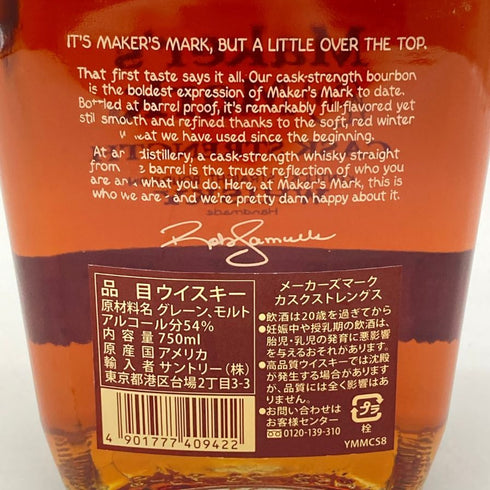 IT'S MAKER'S MARK, BUT A LITTLE OVER THE TOP.
That first taste says it all. Our cask-strength bourbon
is the boldest expression of Maker's Mark to date.
Bottled at barrel proof, it's remarkably full-flavored yet
still smooth and refined thanks to the soft, red winter
wheat we have used since the beginning.
At any distillery, a cask-strength whisky straight
from the barrel is the truest reflection of who you
are and what you do. Here, at Maker's Mark, this is
who we are - and we're pretty darn happy about it.
Rob Samuels
品目 ウイスキー
原材料名 グレーン、モルト
アルコール分54%
内容量 750ml
原産国 アメリカ
輸入者 サントリー(株)
東京都港区台場2丁目3-3
4 901777 409422
メーカーズマーク
カスクストレングス
●飲酒は20歳を過ぎてから
●妊娠中や授乳期の飲酒は、
胎児・乳児の発育に悪影響
を与えるおそれがあります。
●高品質ウイスキーでは沈殿
が発生する場合があります
が、品質には全く影響はあ
りません。
●お問い合わせは
お客様センター
0120-139-310
プラ
栓
YMMCS8